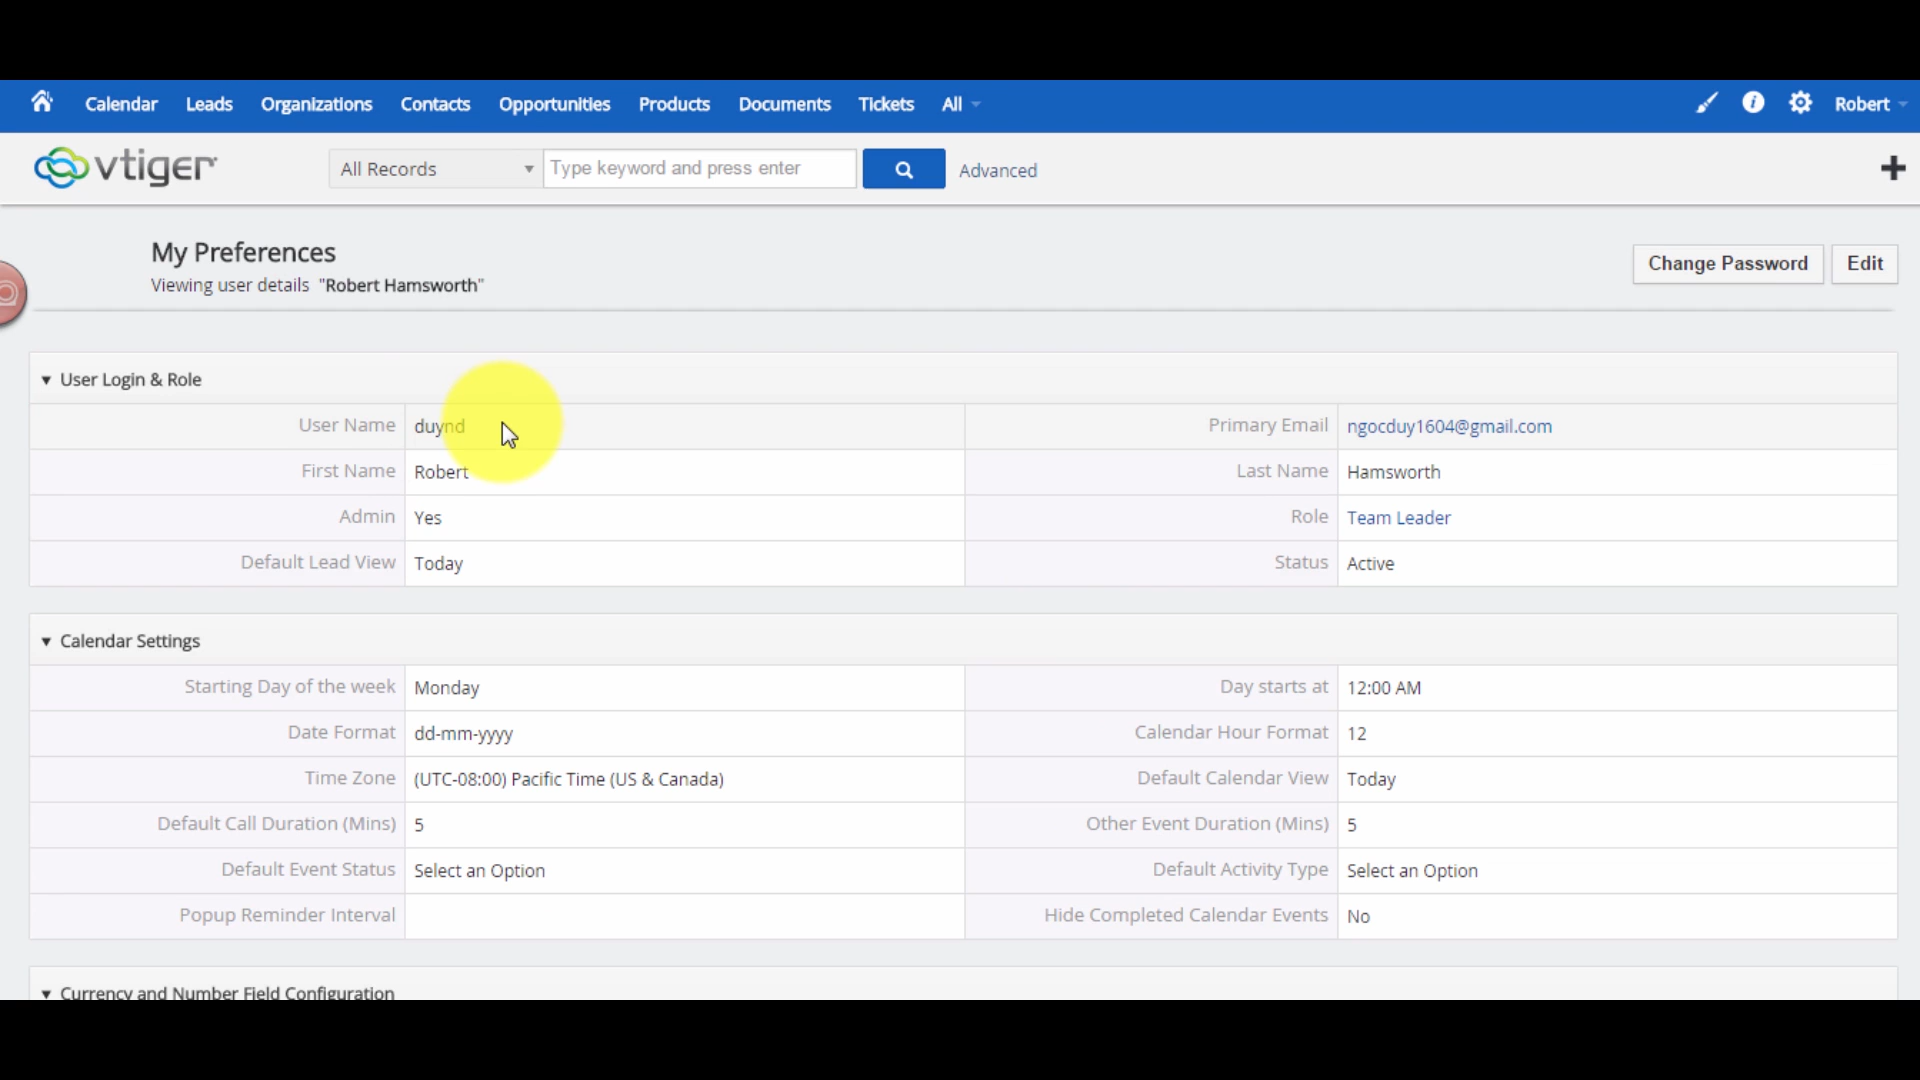 Calendar Leads Organizations Contacts Opportunities Products Documents Tickets All Robert
vtiger All Records Type keyword and press enter Advanced
My Preferences
Viewing user details "Robert Hamsworth"
Change Password Edit
User Login & Role
User Name duynd Primary Email ngocduy1604@gmail.com
First Name Robert Last Name Hamsworth
Admin Yes Role Team Leader
Default Lead View Today Status Active
Calendar Settings
Starting Day of the week Monday Day starts at 12:00 AM
Date Format dd-mm-yyyy Calendar Hour Format 12
Time Zone (UTC-08:00) Pacific Time (US & Canada) Default Calendar View Today
Default Call Duration (Mins) 5 Other Event Duration (Mins) 5
Default Event Status Select an Option Default Activity Type Select an Option
Popup Reminder Interval Hide Completed Calendar Events No
Currency and Number Field Configuration